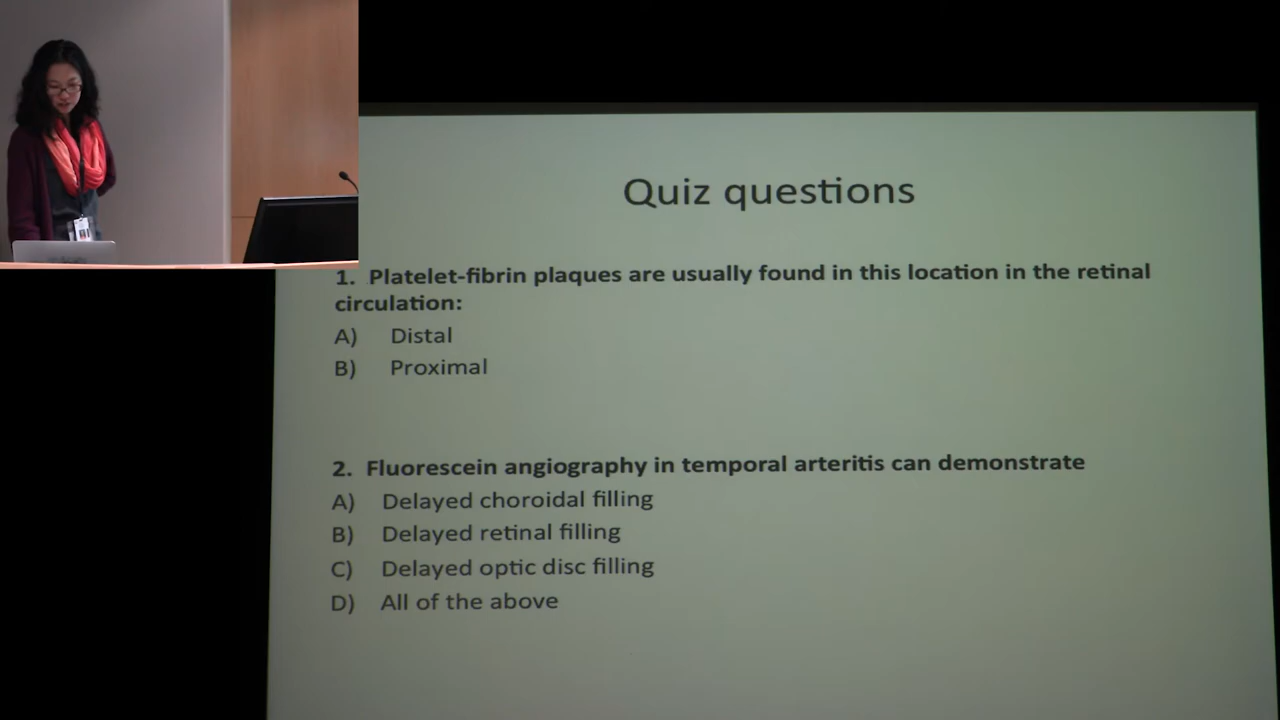 Quiz questions
1. Platelet-fibrin plaques are usually found in this location in the retinal
circulation:
A) Distal
B) Proximal
2. Fluorescein angiography in temporal arteritis can demonstrate
A) Delayed choroidal filling
B) Delayed retinal filling
C) Delayed optic disc filling
D) All of the above